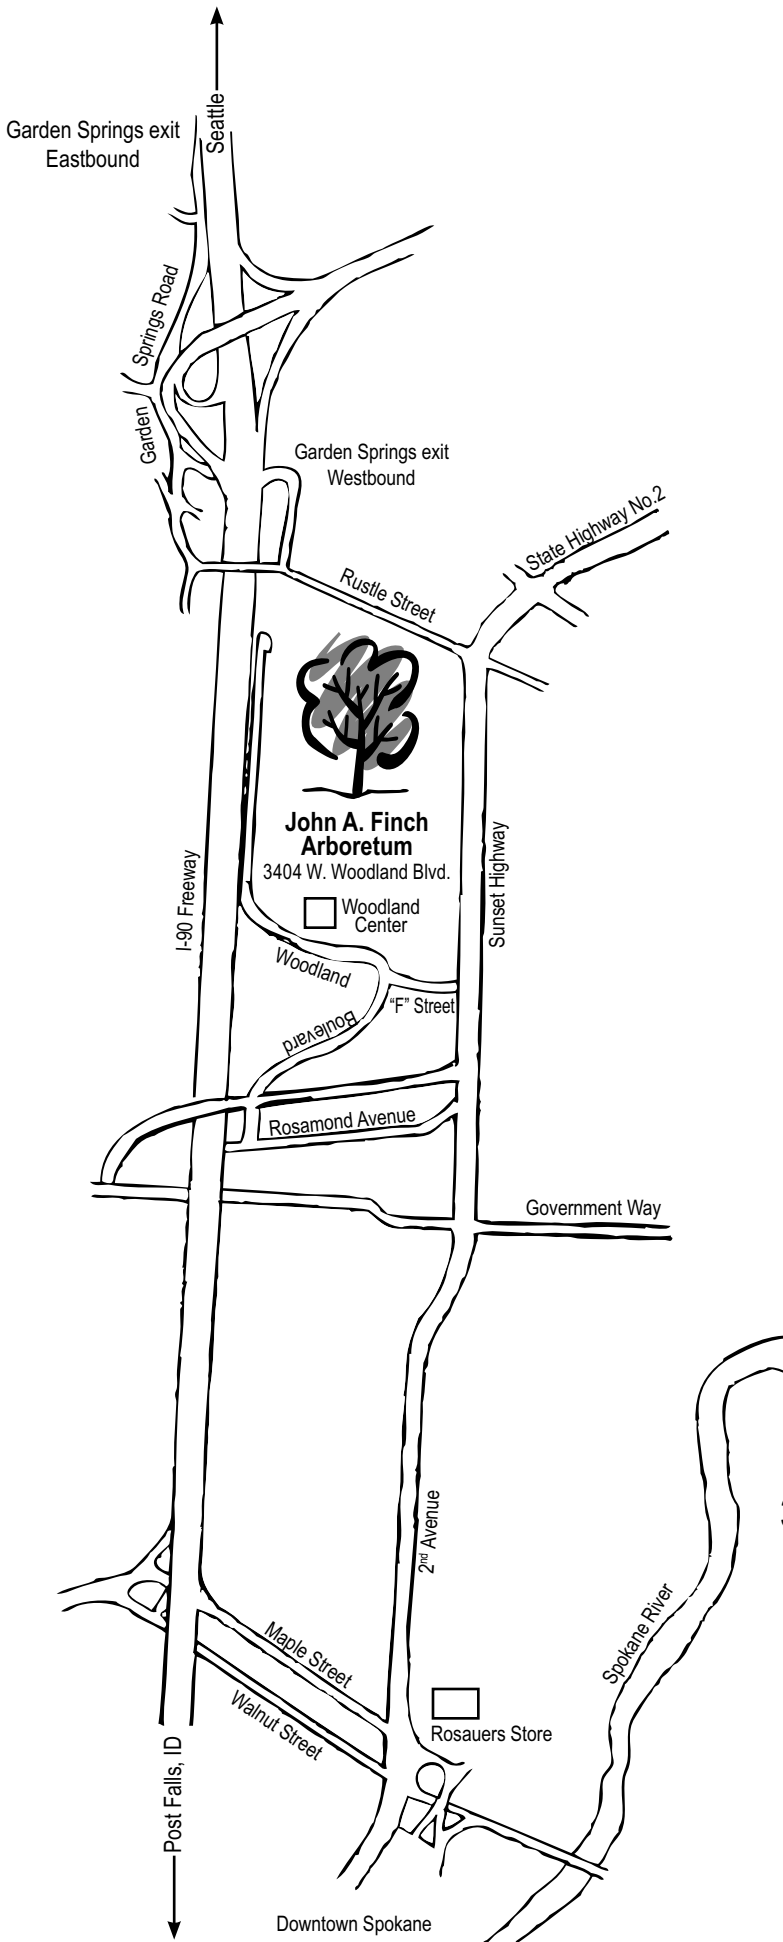 Seattle
Garden Springs exit
Eastbound
Springs Road
Garden
Garden Springs exit
Westbound
State Highway No.2
Rustle Street
John A. Finch
Arboretum
3404 W. Woodland Blvd.
Woodland
Center
I-90 Freeway
Sunset Highway
Woodland
"F" Street
Boulevard
Rosamond Avenue
Government Way
2nd Avenue
Spokane River
Maple Street
Walnut Street
Rosauers Store
Post Falls, ID
Downtown Spokane